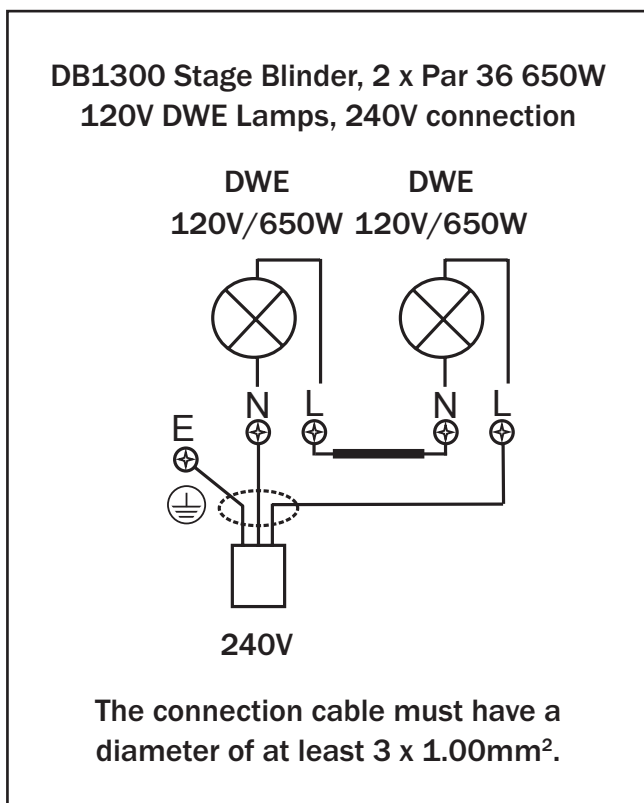 DB1300 Stage Blinder, 2 x Par 36 650W
120V DWE Lamps, 240V connection
DWE DWE
120V/650W 120V/650W
N L N L
E
240V
The connection cable must have a
diameter of at least 3 x 1.00mm².